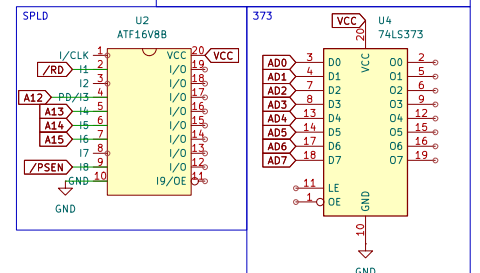 SPLD
U2
ATF16V8B
I/CLK 1 20 VCC VCC
/RD 2 I1 I/O 19
3 I2 I/O 18
A12 4 PD/I3 I/O 17
A13 5 I4 I/O 16
A14 6 I5 I/O 15
A15 7 I6 I/O 14
8 I7 I/O 13
/PSEN 9 I8 I/O 12
10 GND I9/OE 11
GND
373
VCC
U4
74LS373
20
VCC
AD0 3 D0 O0 2
AD1 4 D1 O1 5
AD2 7 D2 O2 6
AD3 8 D3 O3 9
AD4 13 D4 O4 12
AD5 14 D5 O5 15
AD6 17 D6 O6 16
AD7 18 D7 O7 19
11 LE
1 OE
GND
10
GND